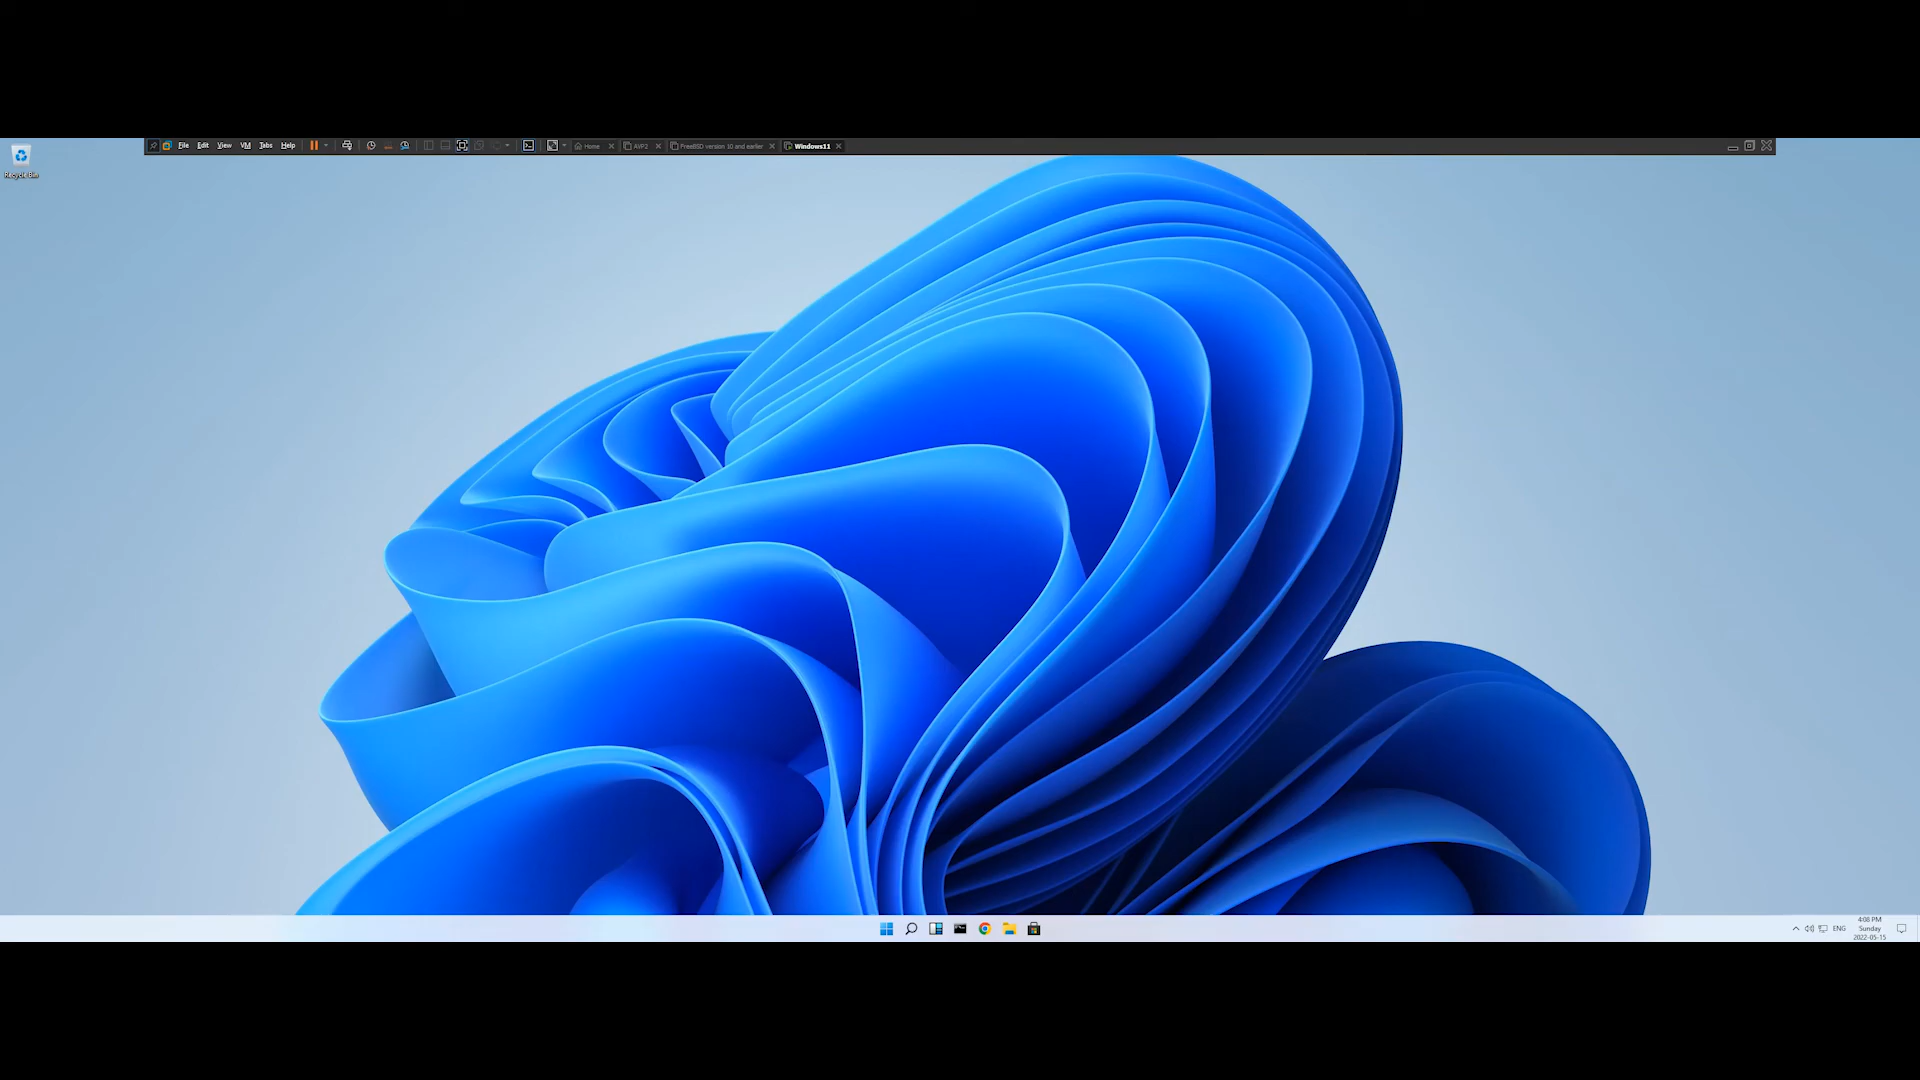 File Edit View VM Tabs Help Home AVP2 FreeBSD version 10 and earlier Windows11
Recycle Bin
4:08 PM
ENG Sunday
2022-05-15